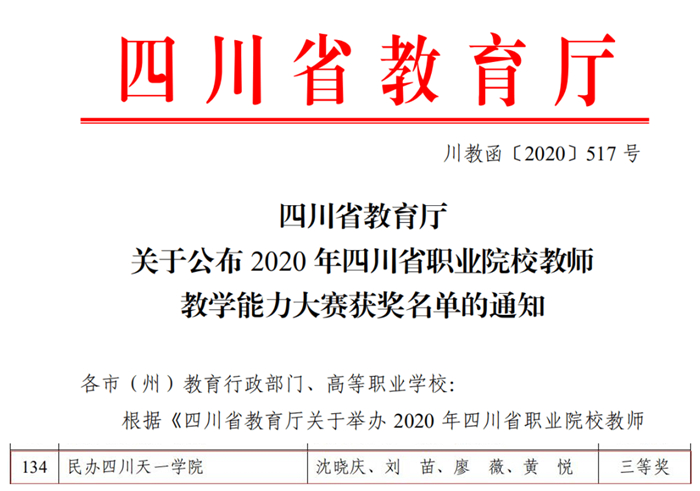 四川省教育厅
川教函〔2020〕517 号
四川省教育厅
关于公布 2020 年四川省职业院校教师
教学能力大赛获奖名单的通知
各市（州）教育行政部门、高等职业学校：
根据《四川省教育厅关于举办 2020 年四川省职业院校教师
134 民办四川天一学院 沈晓庆、刘 苗、廖 薇、黄 悦 三等奖